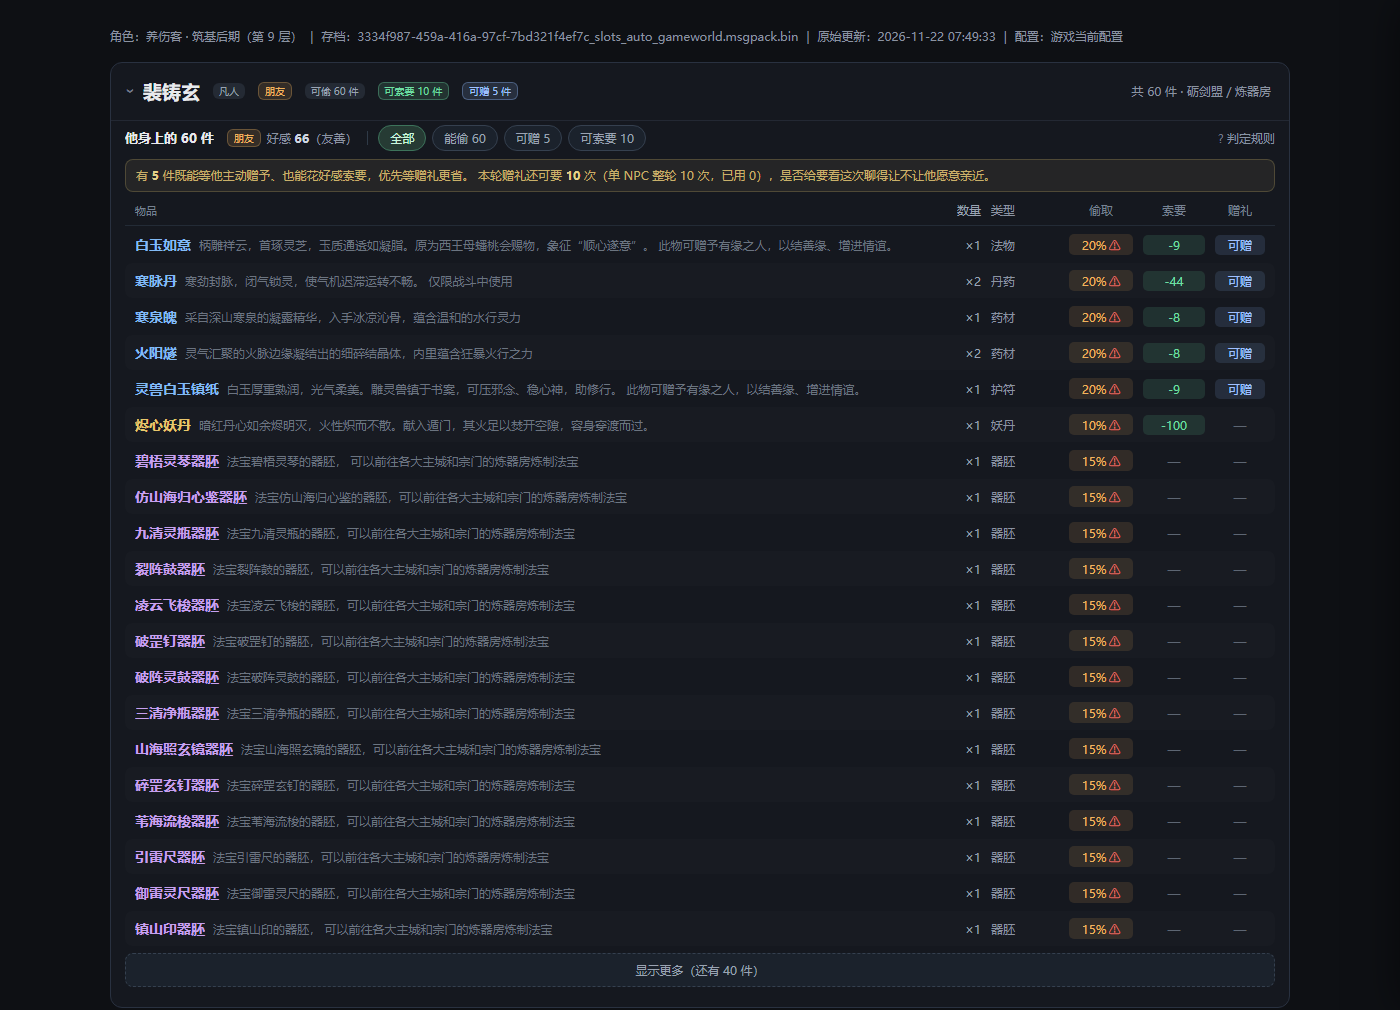 角色：养伤客 · 筑基后期（第 9 层） | 存档：3334f987-459a-416a-97cf-7bd321f4ef7c_slots_auto_gameworld.msgpack.bin | 原始更新：2026-11-22 07:49:33 | 配置：游戏当前配置
裴铸玄 凡人 朋友 可偷 60 件 可索要 10 件 可赠 5 件 共 60 件 · 砺剑盟 / 炼器房
他身上的 60 件 朋友 好感 66（友善） 全部 能偷 60 可赠 5 可索要 10 ? 判定规则
有 5 件既能等他主动赠予、也能花好感索要，优先等赠礼更省。 本轮赠礼还可要 10 次（单 NPC 整轮 10 次，已用 0），是否给要看这次聊得让不让他愿意亲近。
物品 数量 类型 偷取 索要 赠礼
白玉如意 柄雕祥云，首琢灵芝，玉质通透如凝脂。原为西王母蟠桃会赐物，象征“顺心遂意”。 此物可赠予有缘之人，以结善缘、增进情谊。 ×1 法物 20%⚠ -9 可赠
寒脉丹 寒劲封脉，闭气锁灵，使气机迟滞运转不畅。 仅限战斗中使用 ×2 丹药 20%⚠ -44 可赠
寒泉魄 采自深山寒泉的凝露精华，入手冰凉沁骨，蕴含温和的水行灵力 ×1 药材 20%⚠ -8 可赠
火阳燧 灵气汇聚的火脉边缘凝结出的细碎结晶体，内里蕴含狂暴火行之力 ×2 药材 20%⚠ -8 可赠
灵兽白玉镇纸 白玉厚重熟润，光气柔美。雕灵兽镇于书案，可压邪念、稳心神，助修行。 此物可赠予有缘之人，以结善缘、增进情谊。 ×1 护符 20%⚠ -9 可赠
烬心妖丹 暗红丹心如余烬明灭，火性炽而不散。献入遁门，其火足以焚开空隙，容身穿渡而过。 ×1 妖丹 10%⚠ -100 —
碧梧灵琴器胚 法宝碧梧灵琴的器胚， 可以前往各大主城和宗门的炼器房炼制法宝 ×1 器胚 15%⚠ — —
仿山海归心鉴器胚 法宝仿山海归心鉴的器胚，可以前往各大主城和宗门的炼器房炼制法宝 ×1 器胚 15%⚠ — —
九清灵瓶器胚 法宝九清灵瓶的器胚，可以前往各大主城和宗门的炼器房炼制法宝 ×1 器胚 15%⚠ — —
裂阵鼓器胚 法宝裂阵鼓的器胚，可以前往各大主城和宗门的炼器房炼制法宝 ×1 器胚 15%⚠ — —
凌云飞梭器胚 法宝凌云飞梭的器胚，可以前往各大主城和宗门的炼器房炼制法宝 ×1 器胚 15%⚠ — —
破罡钉器胚 法宝破罡钉的器胚，可以前往各大主城和宗门的炼器房炼制法宝 ×1 器胚 15%⚠ — —
破阵灵鼓器胚 法宝破阵灵鼓的器胚，可以前往各大主城和宗门的炼器房炼制法宝 ×1 器胚 15%⚠ — —
三清净瓶器胚 法宝三清净瓶的器胚，可以前往各大主城和宗门的炼器房炼制法宝 ×1 器胚 15%⚠ — —
山海照玄镜器胚 法宝山海照玄镜的器胚，可以前往各大主城和宗门的炼器房炼制法宝 ×1 器胚 15%⚠ — —
碎罡玄钉器胚 法宝碎罡玄钉的器胚，可以前往各大主城和宗门的炼器房炼制法宝 ×1 器胚 15%⚠ — —
苇海流梭器胚 法宝苇海流梭的器胚，可以前往各大主城和宗门的炼器房炼制法宝 ×1 器胚 15%⚠ — —
引雷尺器胚 法宝引雷尺的器胚，可以前往各大主城和宗门的炼器房炼制法宝 ×1 器胚 15%⚠ — —
御雷灵尺器胚 法宝御雷灵尺的器胚，可以前往各大主城和宗门的炼器房炼制法宝 ×1 器胚 15%⚠ — —
镇山印器胚 法宝镇山印的器胚， 可以前往各大主城和宗门的炼器房炼制法宝 ×1 器胚 15%⚠ — —
显示更多（还有 40 件）